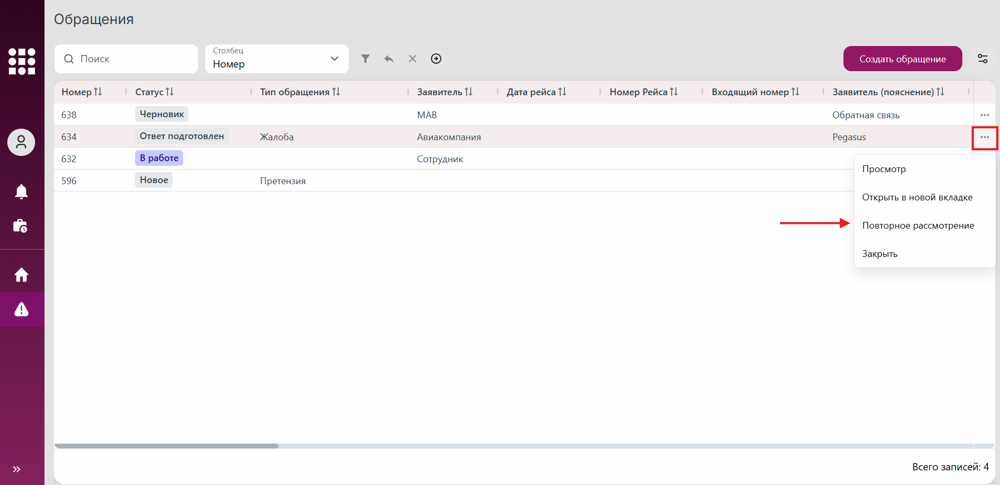 Обращения
Поиск
Столбец
Номер
Создать обращение
Номер Статус Тип обращения Заявитель Дата рейса Номер Рейса Входящий номер Заявитель (пояснение)
638 Черновик МАВ Обратная связь
634 Ответ подготовлен Жалоба Авиакомпания Pegasus
632 В работе Сотрудник
596 Новое Претензия
Просмотр
Открыть в новой вкладке
Повторное рассмотрение
Закрыть
Всего записей: 4